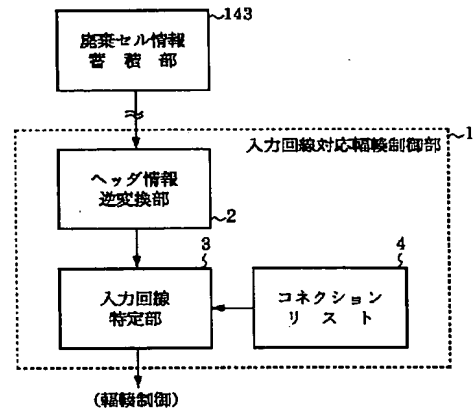 143
廃棄セル情報
蓄積部
1
入力回線対応輻輳制御部
ヘッダ情報
逆変換部
2
3
入力回線
特定部
4
コネクション
リスト
(輻輳制御)